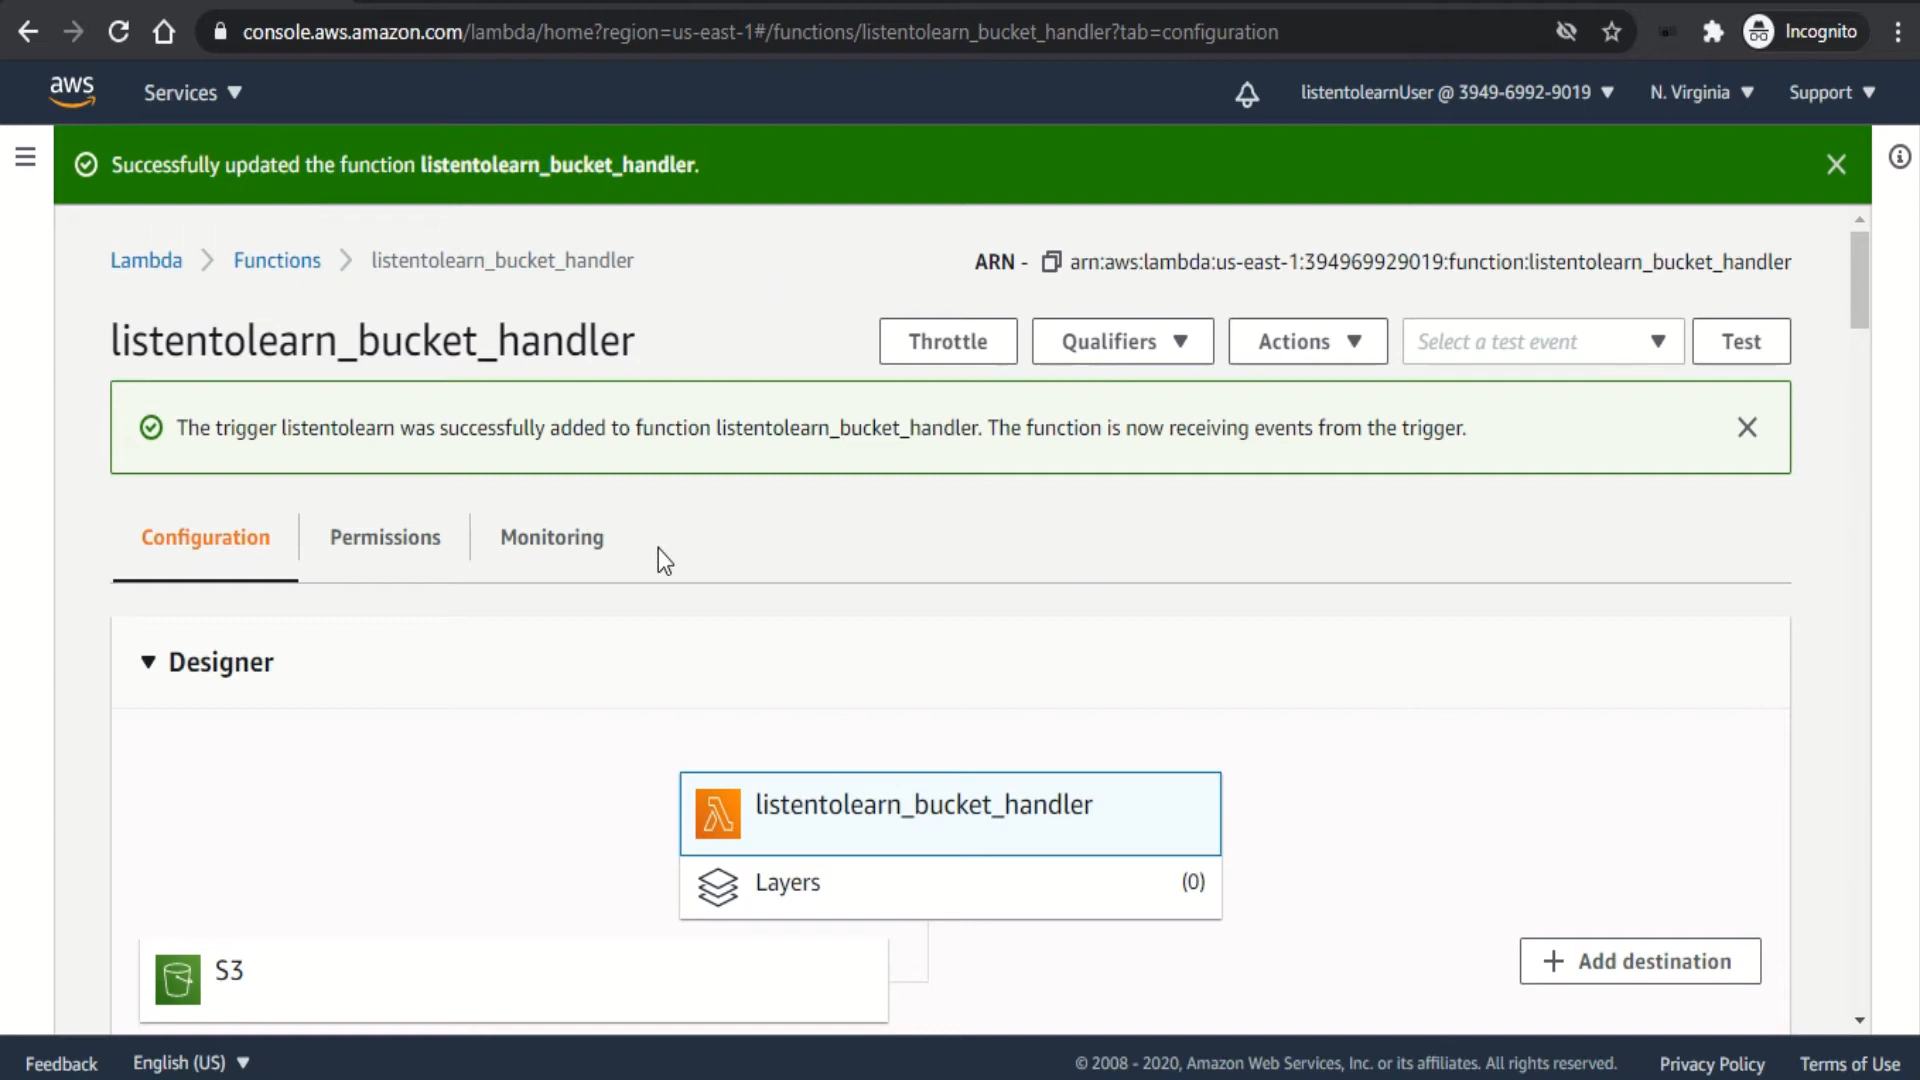 console.aws.amazon.com/lambda/home?region=us-east-1#/functions/listentolearn_bucket_handler?tab=configuration
Incognito
aws
Services
listentolearnUser @ 3949-6992-9019
N. Virginia
Support
Successfully updated the function listentolearn_bucket_handler.
Lambda
Functions
listentolearn_bucket_handler
ARN - arn:aws:lambda:us-east-1:394969929019:function:listentolearn_bucket_handler
listentolearn_bucket_handler
Throttle
Qualifiers
Actions
Select a test event
Test
The trigger listentolearn was successfully added to function listentolearn_bucket_handler. The function is now receiving events from the trigger.
Configuration
Permissions
Monitoring
Designer
listentolearn_bucket_handler
Layers
(0)
S3
Add destination
Feedback
English (US)
© 2008 - 2020, Amazon Web Services, Inc. or its affiliates. All rights reserved.
Privacy Policy
Terms of Use